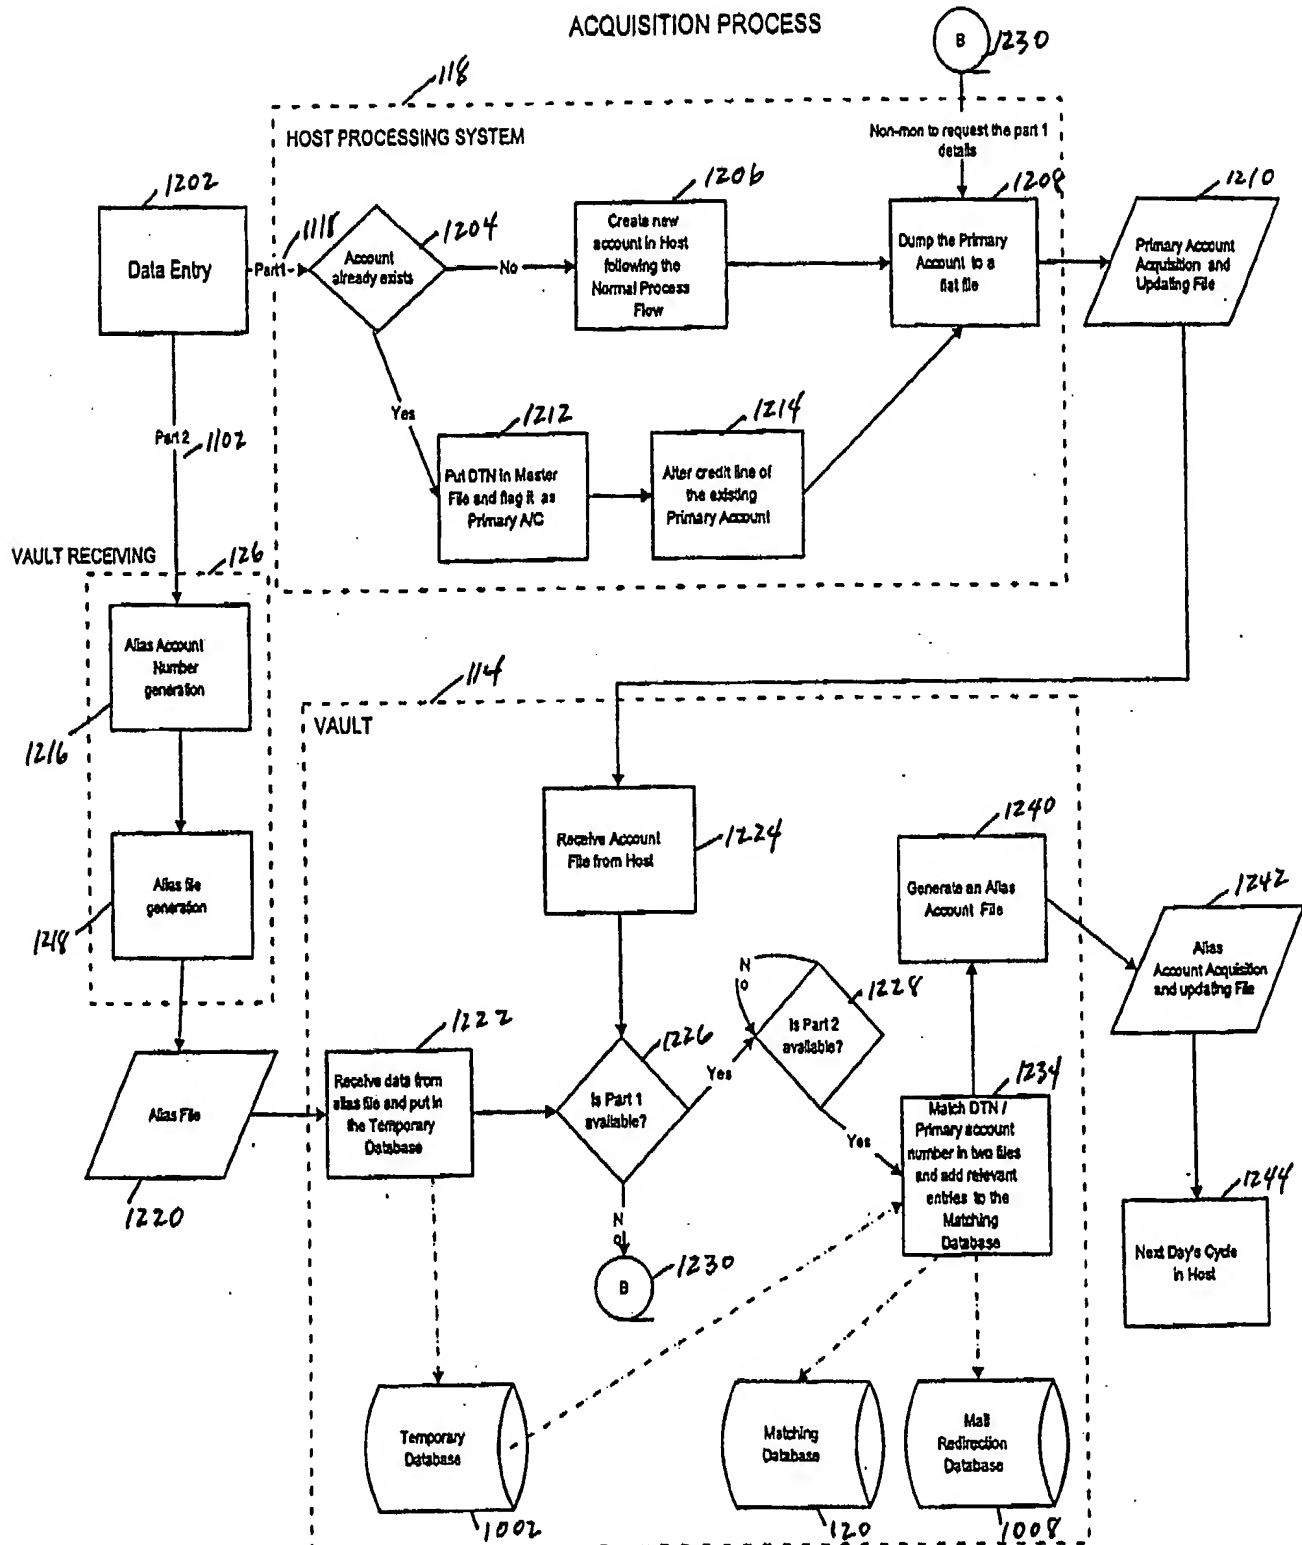 ACQUISITION PROCESS
B
1230
118
HOST PROCESSING SYSTEM
Non-mon to request the part 1
details
1202
Data Entry
Part1
1118
1204
Account
already exists
No
1206
Create new
account in Host
following the
Normal Process
Flow
1208
Dump the Primary
Account to a
flat file
1210
Primary Account
Acquisition and
Updating File
Yes
1212
Put DTN in Master
File and flag it as
Primary A/C
1214
Alter credit line of
the existing
Primary Account
Part 2
1102
VAULT RECEIVING
126
Alias Account
Number
generation
1216
Alias file
generation
1218
Alias File
1220
114
VAULT
Receive Account
File from Host
1224
1222
Receive data from
alias file and put in
the Temporary
Database
1226
Is Part 1
available?
Yes
N
o
B
1230
N
o
1228
Is Part 2
available?
Yes
1240
Generate an Alias
Account File
1234
Match DTN /
Primary account
number in two files
and add relevant
entries to the
Matching
Database
1242
Alias
Account Acquisition
and updating File
1244
Next Day's Cycle
in Host
Temporary
Database
1002
Matching
Database
120
Mail
Redirection
Database
1008